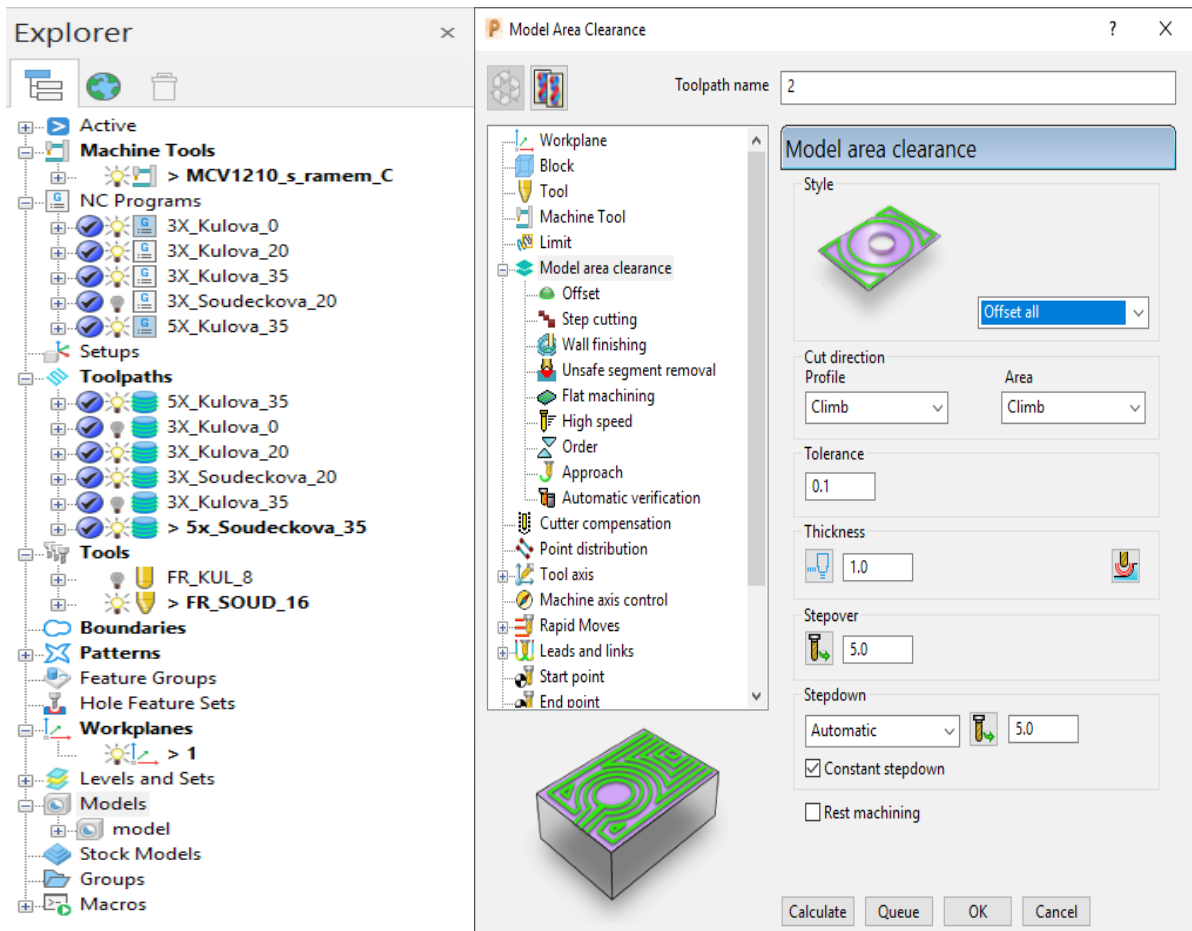 Explorer
Active
Machine Tools
> MCV1210_s_ramem_C
NC Programs
3X_Kulova_0
3X_Kulova_20
3X_Kulova_35
3X_Soudeckova_20
5X_Kulova_35
Setups
Toolpaths
5X_Kulova_35
3X_Kulova_0
3X_Kulova_20
3X_Soudeckova_20
3X_Kulova_35
> 5x_Soudeckova_35
Tools
FR_KUL_8
> FR_SOUD_16
Boundaries
Patterns
Feature Groups
Hole Feature Sets
Workplanes
> 1
Levels and Sets
Models
model
Stock Models
Groups
Macros
Model Area Clearance
Toolpath name 2
Workplane
Block
Tool
Machine Tool
Limit
Model area clearance
Offset
Step cutting
Wall finishing
Unsafe segment removal
Flat machining
High speed
Order
Approach
Automatic verification
Cutter compensation
Point distribution
Tool axis
Machine axis control
Rapid Moves
Leads and links
Start point
End point
Model area clearance
Style
Offset all
Cut direction
Profile Area
Climb Climb
Tolerance
0.1
Thickness
1.0
Stepover
5.0
Stepdown
Automatic 5.0
Constant stepdown
Rest machining
Calculate Queue OK Cancel